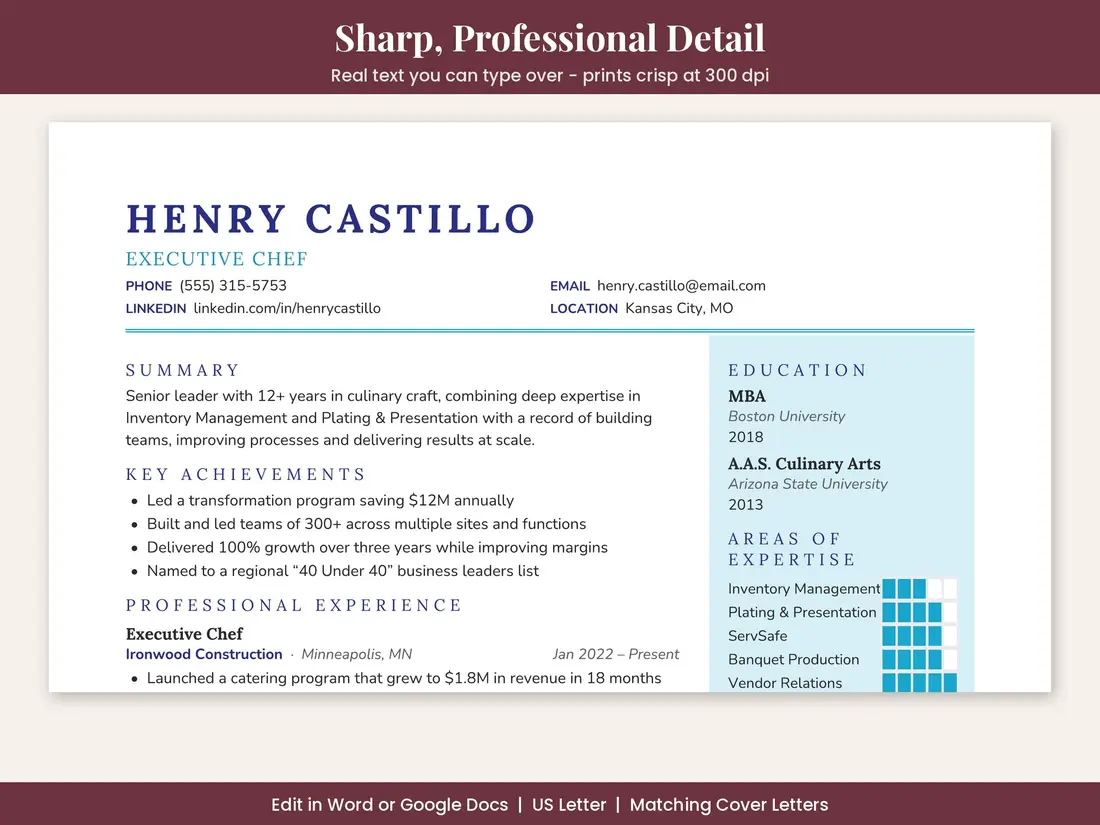 Sharp, Professional Detail
Real text you can type over - prints crisp at 300 dpi
HENRY CASTILLO
EXECUTIVE CHEF
PHONE (555) 315-5753
EMAIL henry.castillo@email.com
LINKEDIN linkedin.com/in/henrycastillo
LOCATION Kansas City, MO
SUMMARY
Senior leader with 12+ years in culinary craft, combining deep expertise in
Inventory Management and Plating & Presentation with a record of building
teams, improving processes and delivering results at scale.
KEY ACHIEVEMENTS
• Led a transformation program saving $12M annually
• Built and led teams of 300+ across multiple sites and functions
• Delivered 100% growth over three years while improving margins
• Named to a regional “40 Under 40” business leaders list
PROFESSIONAL EXPERIENCE
Executive Chef
Ironwood Construction · Minneapolis, MN Jan 2022 – Present
• Launched a catering program that grew to $1.8M in revenue in 18 months
EDUCATION
MBA
Boston University
2018
A.A.S. Culinary Arts
Arizona State University
2013
AREAS OF
EXPERTISE
Inventory Management
Plating & Presentation
ServSafe
Banquet Production
Vendor Relations
Edit in Word or Google Docs | US Letter | Matching Cover Letters